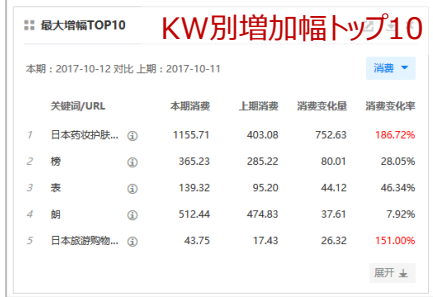 最大增幅TOP10
KW別増加幅トップ10
本期：2017-10-12 对比 上期：2017-10-11
消费
关键词/URL 本期消费 上期消费 消费变化量 消费变化率
1 日本药妆护肤... 1155.71 403.08 752.63 186.72%
2 榜 365.23 285.22 80.01 28.05%
3 表 139.32 95.20 44.12 46.34%
4 朗 512.44 474.83 37.61 7.92%
5 日本旅游购物... 43.75 17.43 26.32 151.00%
展开